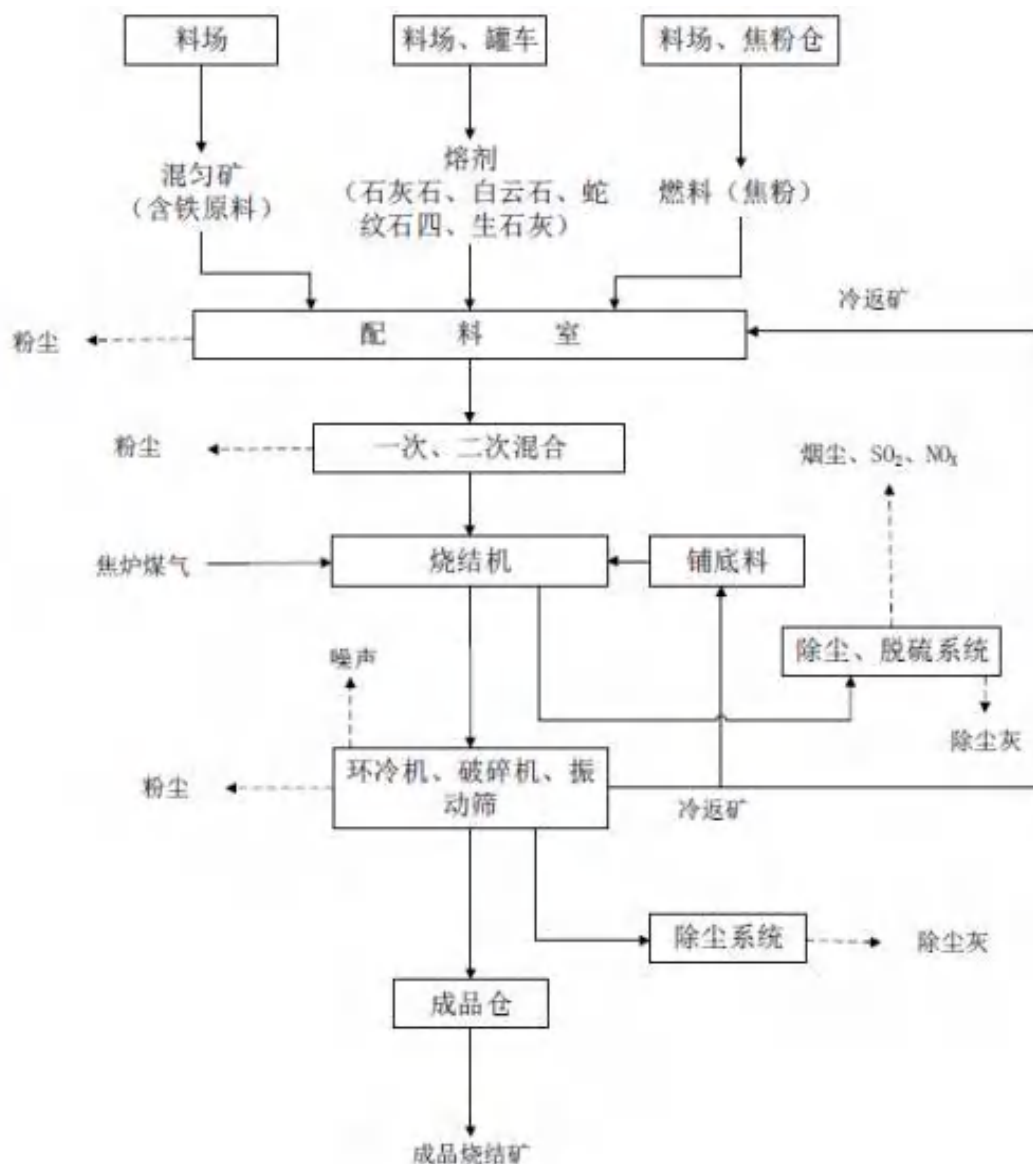 料场
料场、罐车
料场、焦粉仓
混匀矿
（含铁原料）
熔剂
（石灰石、白云石、蛇
纹石四、生石灰）
燃料（焦粉）
冷返矿
粉尘
配 料 室
粉尘
一次、二次混合
烟尘、SO₂、NOₓ
焦炉煤气
烧结机
铺底料
噪声
除尘、脱硫系统
除尘灰
粉尘
环冷机、破碎机、振
动筛
冷返矿
除尘系统
除尘灰
成品仓
成品烧结矿